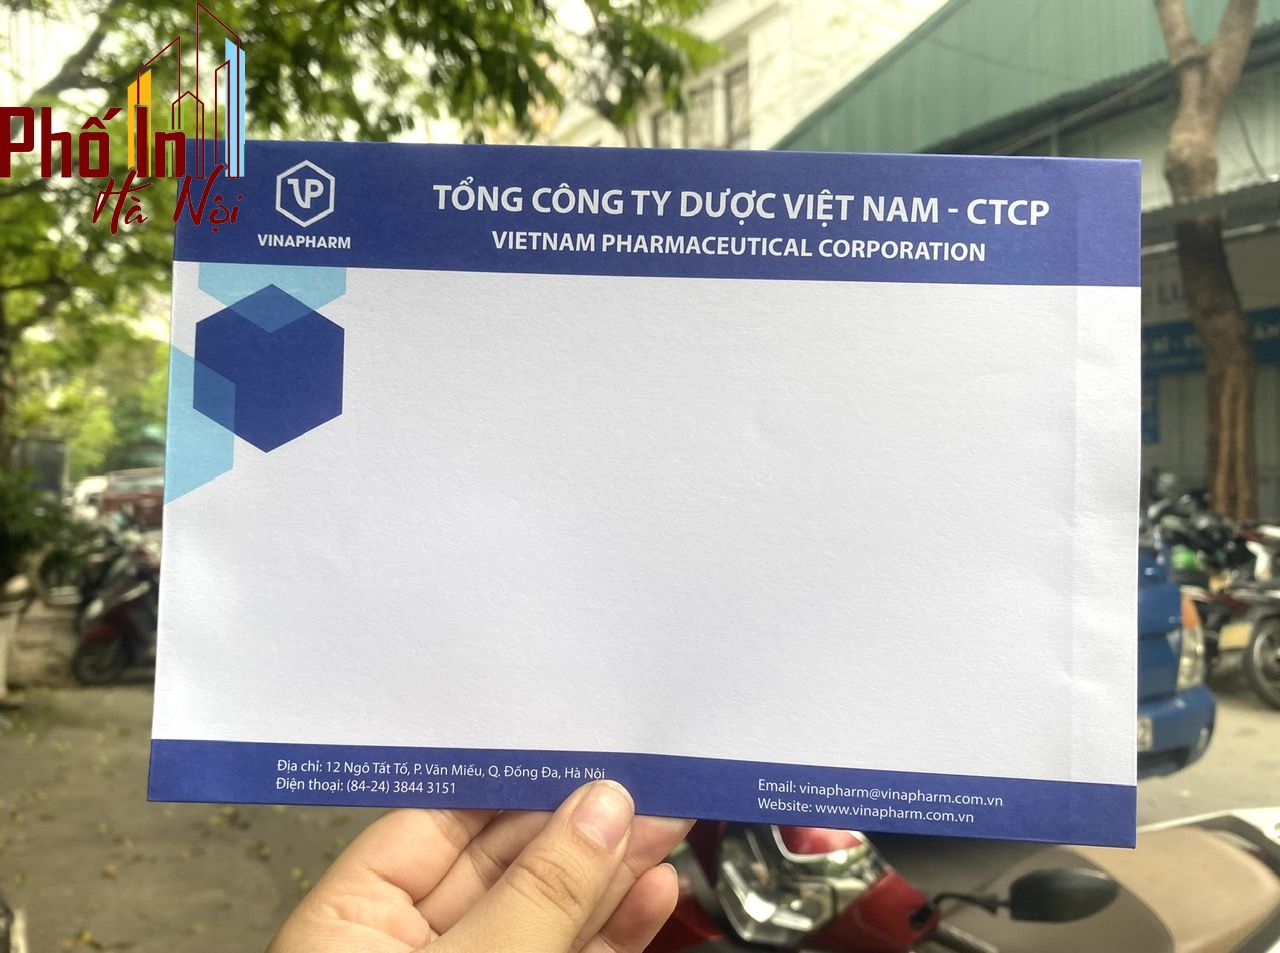 Phố In
Hà Nội
VP
VINAPHARM
TỔNG CÔNG TY DƯỢC VIỆT NAM - CTCP
VIETNAM PHARMACEUTICAL CORPORATION
Địa chỉ: 12 Ngô Tất Tố, P. Văn Miếu, Q. Đống Đa, Hà Nội
Điện thoại: (84-24) 3844 3151
Email: vinapharm@vinapharm.com.vn
Website: www.vinapharm.com.vn